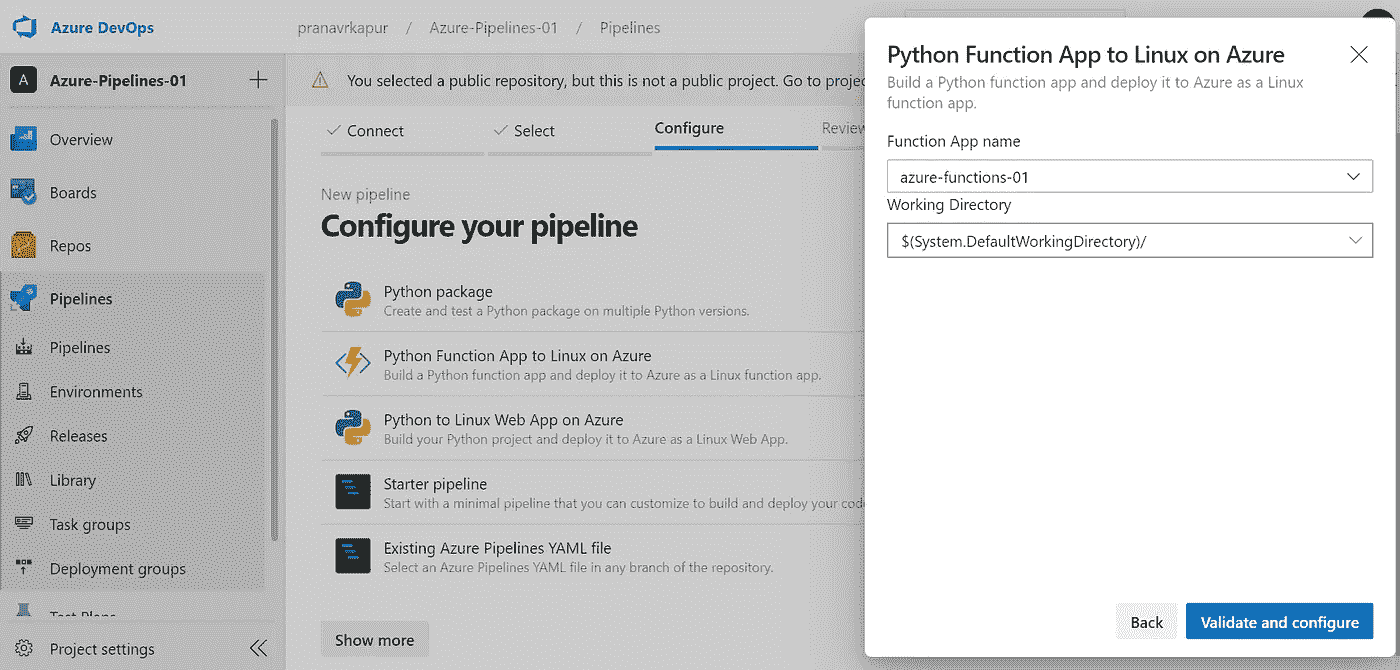 Azure DevOps
pranavrkapur / Azure-Pipelines-01 / Pipelines
A Azure-Pipelines-01
Overview
Boards
Repos
Pipelines
Pipelines
Environments
Releases
Library
Task groups
Deployment groups
Test Plans
Project settings
You selected a public repository, but this is not a public project. Go to projec
Connect
Select
Configure
Review
New pipeline
Configure your pipeline
Python package
Create and test a Python package on multiple Python versions.
Python Function App to Linux on Azure
Build a Python function app and deploy it to Azure as a Linux function app.
Python to Linux Web App on Azure
Build your Python project and deploy it to Azure as a Linux Web App.
Starter pipeline
Start with a minimal pipeline that you can customize to build and deploy your code
Existing Azure Pipelines YAML file
Select an Azure Pipelines YAML file in any branch of the repository.
Show more
Python Function App to Linux on Azure
Build a Python function app and deploy it to Azure as a Linux
function app.
Function App name
azure-functions-01
Working Directory
$(System.DefaultWorkingDirectory)/
Back
Validate and configure